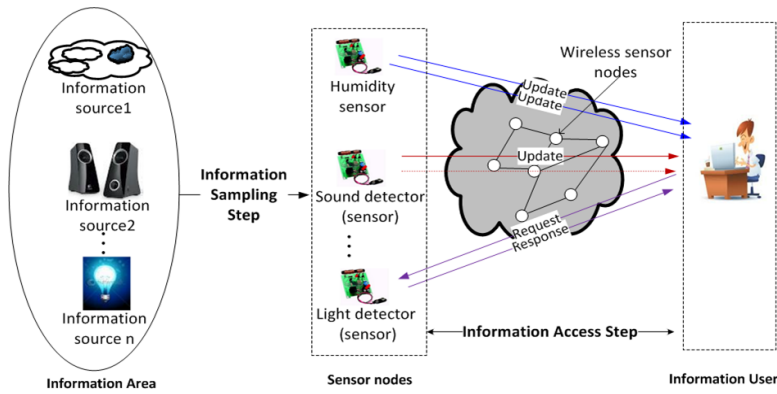 Information
source1
Information
source2
Information
source n
Information Area
Information
Sampling
Step
Humidity
sensor
Sound detector
(sensor)
Light detector
(sensor)
Sensor nodes
Wireless sensor
nodes
Update
Update
Update
Request
Response
Information Access Step
Information User